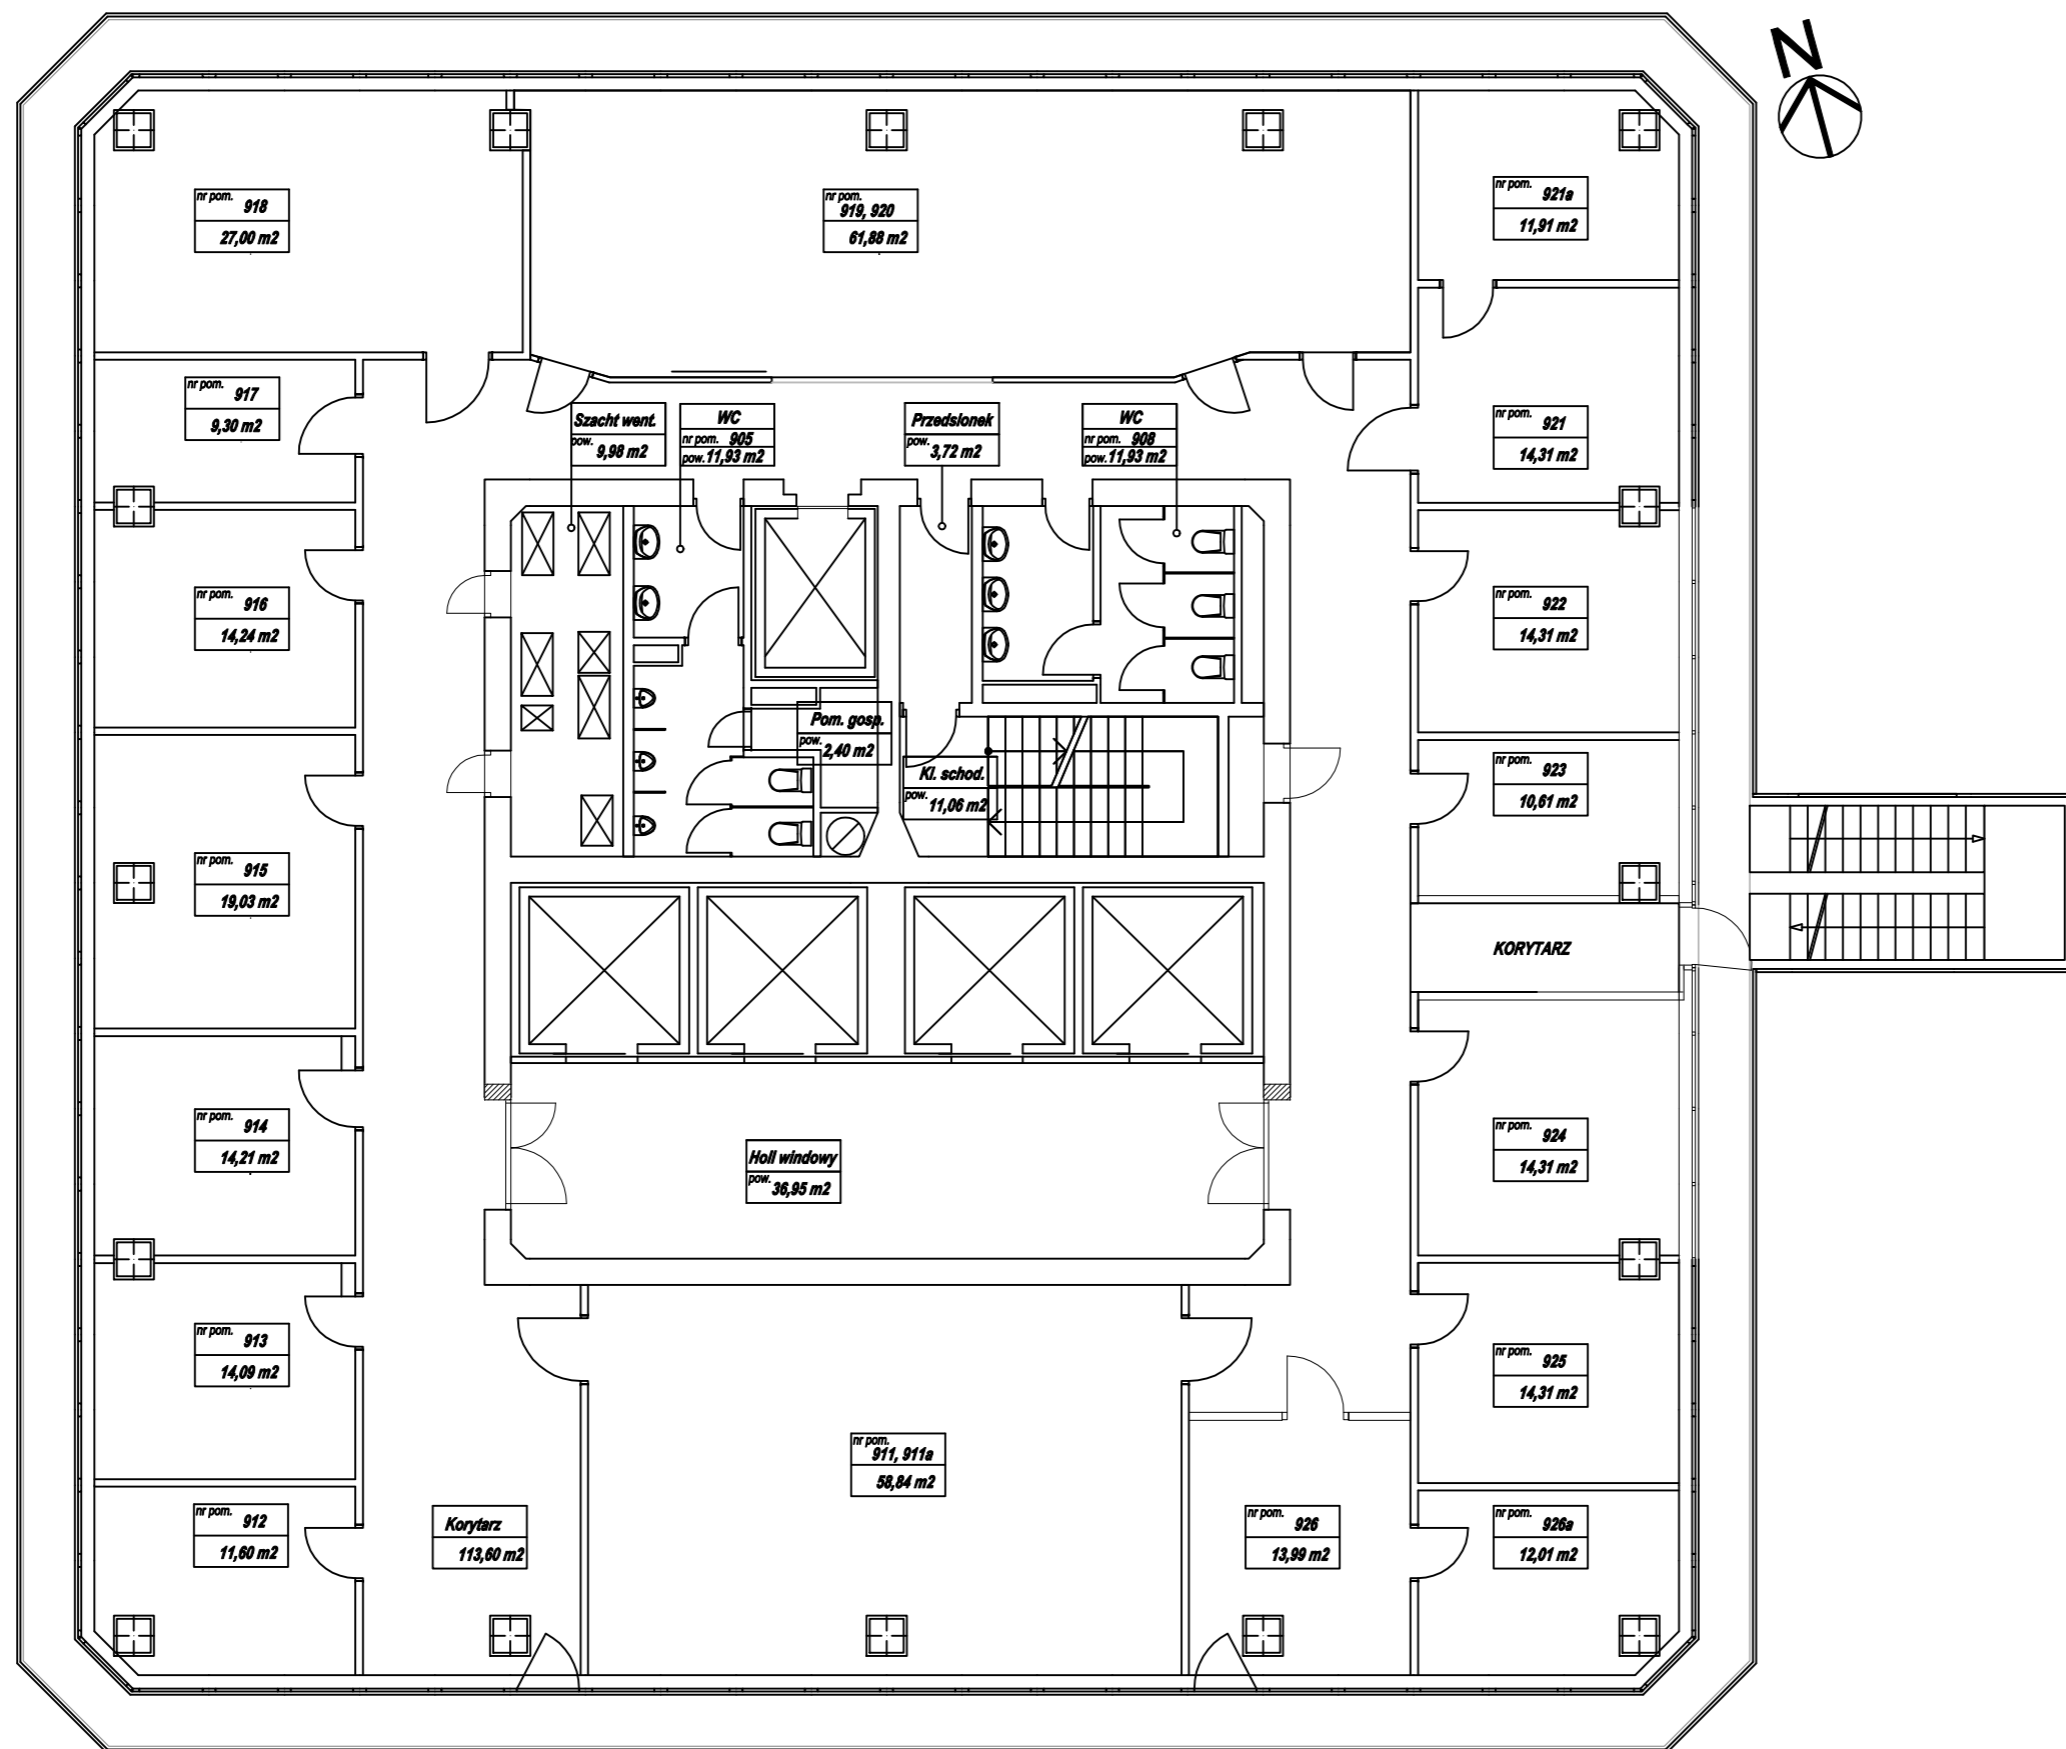 N
nr pom.
918
27,00 m2
nr pom.
919, 920
61,88 m2
nr pom.
921a
11,91 m2
nr pom.
917
9,30 m2
Szacht went.
pow.
9,98 m2
WC
nr pom. 905
pow. 11,93 m2
Przedsionek
pow.
3,72 m2
WC
nr pom. 908
pow. 11,93 m2
nr pom.
921
14,31 m2
nr pom.
916
14,24 m2
nr pom.
922
14,31 m2
Pom. gosp.
pow.
2,40 m2
Kl. schod.
pow.
11,06 m2
nr pom.
923
10,61 m2
nr pom.
915
19,03 m2
KORYTARZ
nr pom.
914
14,21 m2
Holl windowy
pow.
36,95 m2
nr pom.
924
14,31 m2
nr pom.
913
14,09 m2
nr pom.
925
14,31 m2
nr pom.
911, 911a
58,84 m2
nr pom.
912
11,60 m2
Korytarz
113,60 m2
nr pom.
926
13,99 m2
nr pom.
926a
12,01 m2